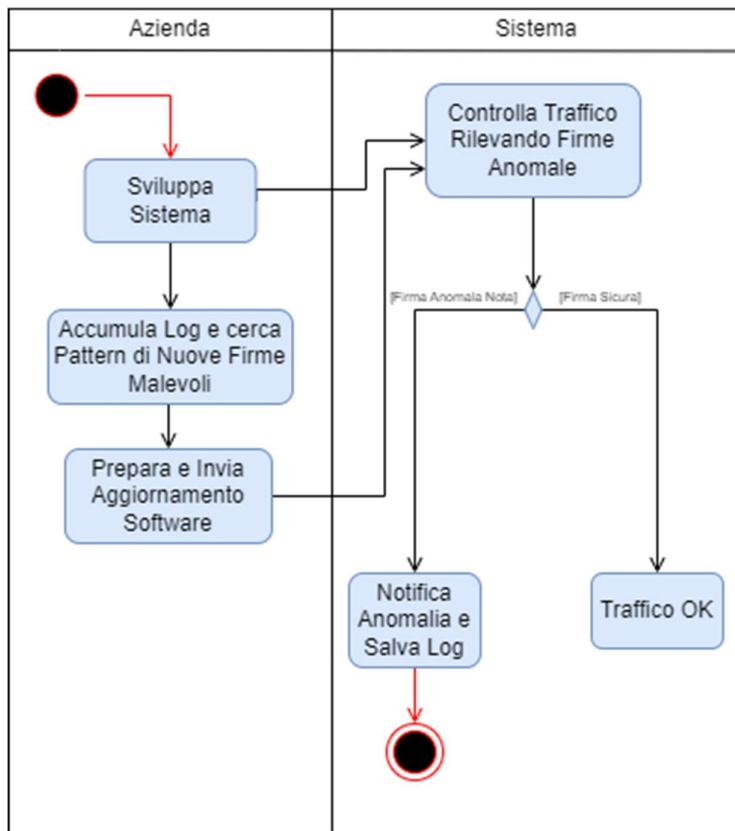 Azienda
Sistema
Controlla Traffico
Rilevando Firme
Anomale
Sviluppa
Sistema
[Firma Anomala Nota]
[Firma Sicura]
Accumula Log e cerca
Pattern di Nuove Firme
Malevoli
Prepara e Invia
Aggiornamento
Software
Notifica
Anomalia e
Salva Log
Traffico OK